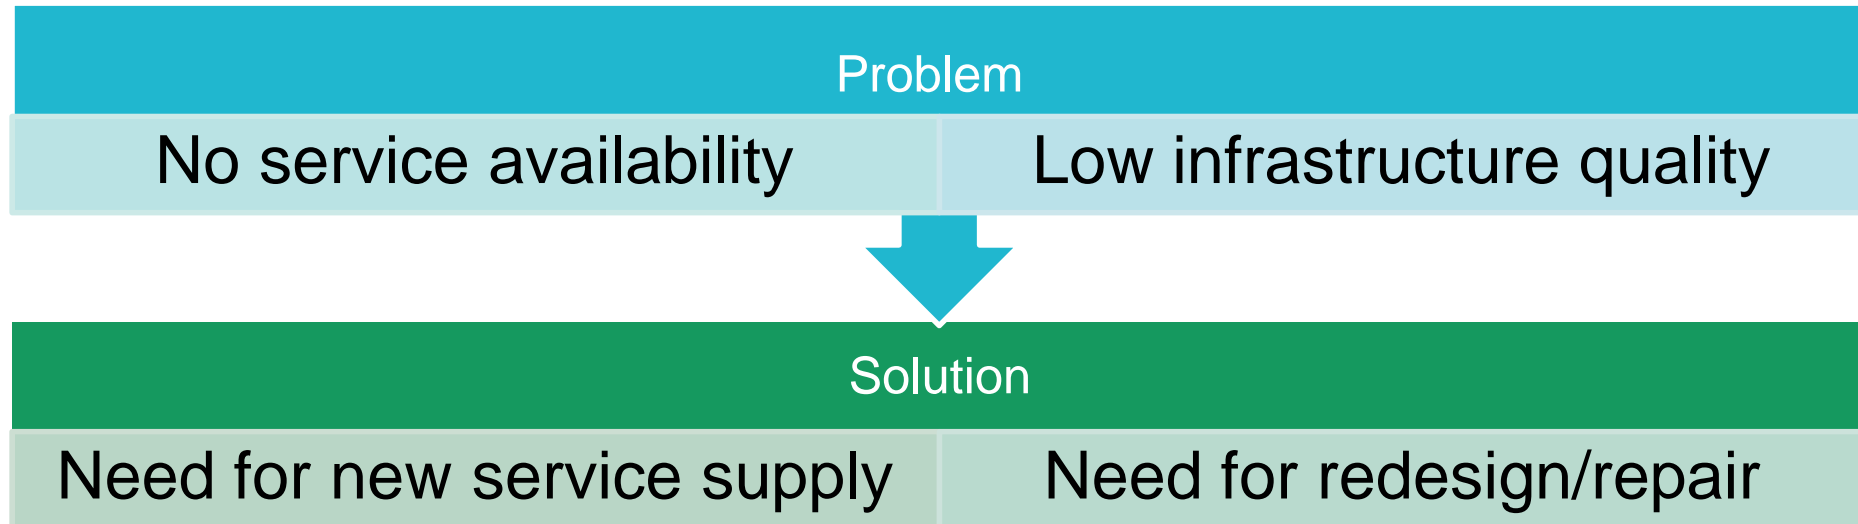 Problem
No service availability
Low infrastructure quality
Solution
Need for new service supply
Need for redesign/repair